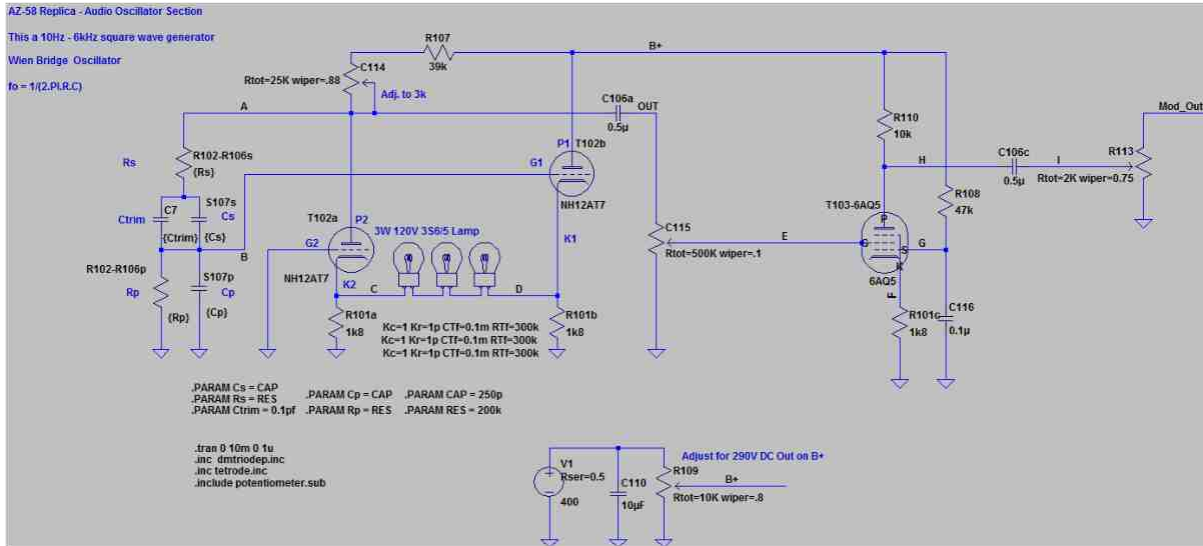 AZ-58 Replica - Audio Oscillator Section
This a 10Hz - 6kHz square wave generator
Wien Bridge Oscillator
fo = 1/(2.PI.R.C)
R107
39k
B+
C114
Rtot=25K wiper=.88
Adj. to 3k
A
C106a
OUT
0.5µ
R110
10k
Mod_Out
P1
T102b
G1
NH12AT7
Rs
R102-R106s
{Rs}
H
C106c
I
R113
0.5µ
Rtot=2K wiper=0.75
R108
47k
Ctrim
C7
S107s
Cs
{Ctrim}
{Cs}
B
T102a
P2
3W 120V 3S6/5 Lamp
G2
NH12AT7
K2
K1
C
D
C115
E
Rtot=500K wiper=.1
T103-6AQ5
P
G
S
K
G
6AQ5
F
R102-R106p
S107p
Rp
Cp
{Rp}
{Cp}
R101a
1k8
R101b
1k8
R101c
1k8
C116
0.1µ
Kc=1 Kr=1p CTf=0.1m RTf=300k
Kc=1 Kr=1p CTf=0.1m RTf=300k
Kc=1 Kr=1p CTf=0.1m RTf=300k
.PARAM Cs = CAP
.PARAM Rs = RES
.PARAM Ctrim = 0.1pf
.PARAM Cp = CAP
.PARAM Rp = RES
.PARAM CAP = 250p
.PARAM RES = 200k
.tran 0 10m 0 1u
.inc dmtriodep.inc
.inc tetrode.inc
.include potentiometer.sub
V1
Rser=0.5
400
C110
10µF
Adjust for 290V DC Out on B+
R109
B+
Rtot=10K wiper=.8